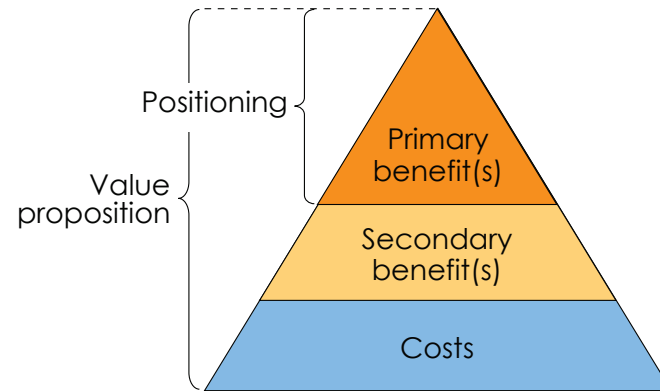 Positioning
Value
proposition
Primary
benefit(s)
Secondary
benefit(s)
Costs